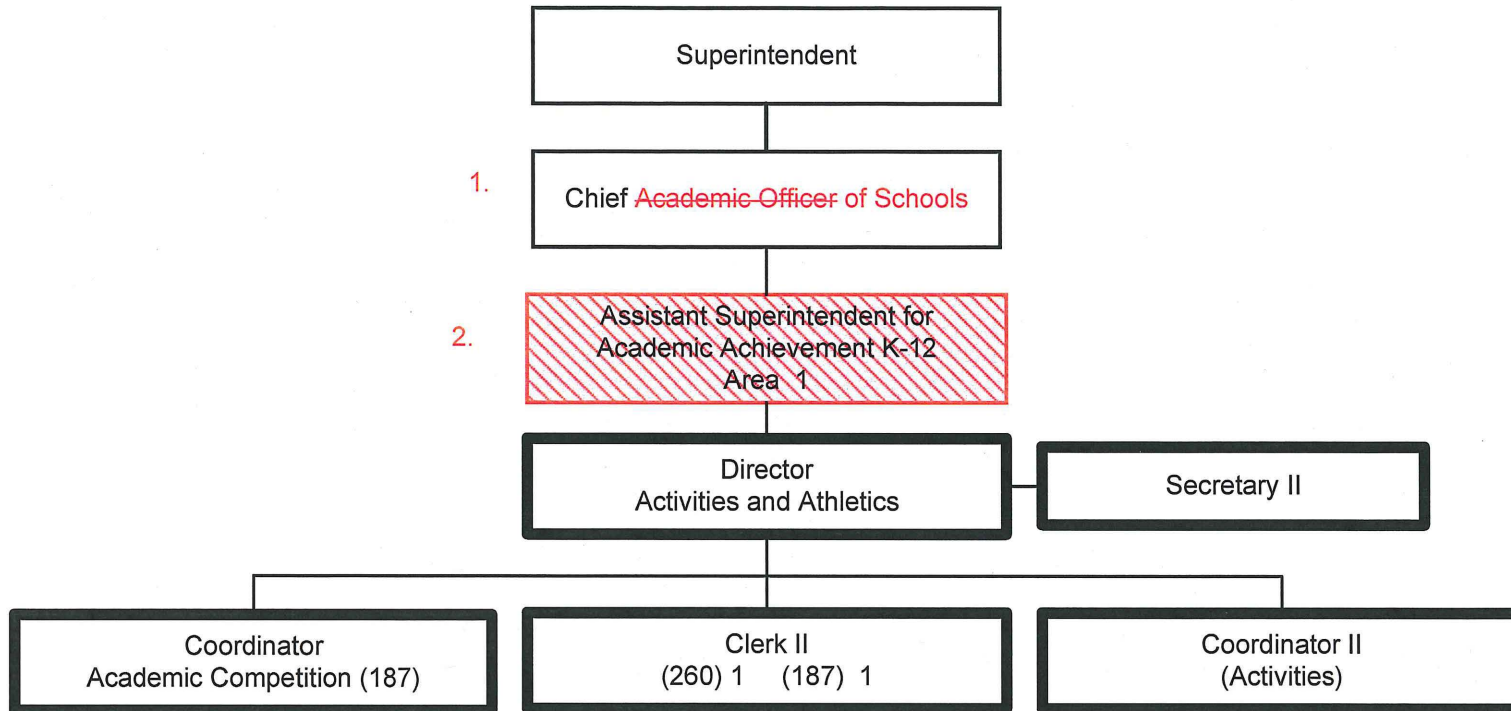 Superintendent
1.
Chief Academic Officer of Schools
2.
Assistant Superintendent for
Academic Achievement K-12
Area 1
Director
Activities and Athletics
Secretary II
Coordinator
Academic Competition (187)
Clerk II
(260) 1 (187) 1
Coordinator II
(Activities)